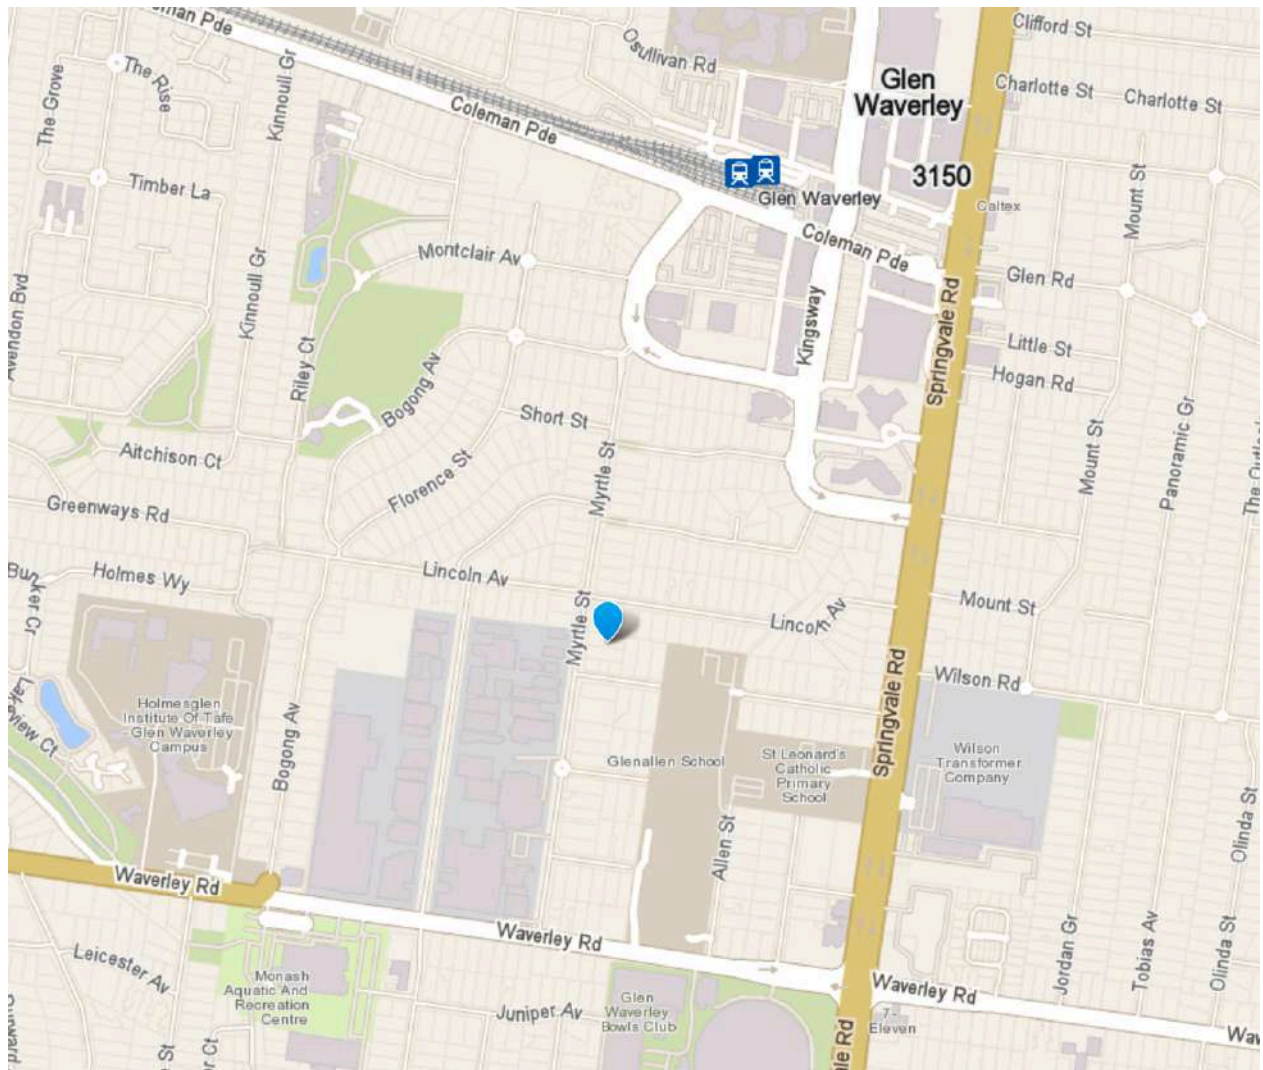 Coleman Pde
Clifford St
Osullivan Rd
The Rise
The Grove
Kinnoull Gr
Glen
Waverley
Charlotte St
Charlotte St
Coleman Pde
3150
Timber La
Glen Waverley
Caltex
Mount St
Coleman Pde
Montclair Av
Kinnoull Gr
Glen Rd
Avendon Bvd
Kingsway
Springvale Rd
Riley Ct
Little St
Hogan Rd
Bogong Av
Short St
Panoramic Gr
Aitchison Ct
Myrtle St
Mount St
Florence St
Greenways Rd
Lincoln Av
Holmes Wy
Bunker Cr
Mount St
Lincoln Av
Myrtle St
Wilson Rd
Springvale Rd
Holmesglen
Institute Of Tafe
- Glen Waverley
Campus
Lakeview Ct
Bogong Av
Glenallen School
St Leonard's
Catholic
Primary
School
Wilson
Transformer
Company
Allen St
Olinda St
Waverley Rd
Waverley Rd
Leicester Av
Monash
Aquatic And
Recreation
Centre
Juniper Av
Glen
Waverley
Bowls Club
Waverley Rd
7 -
Eleven
Jordan Gr
Tobias Av
Olinda St